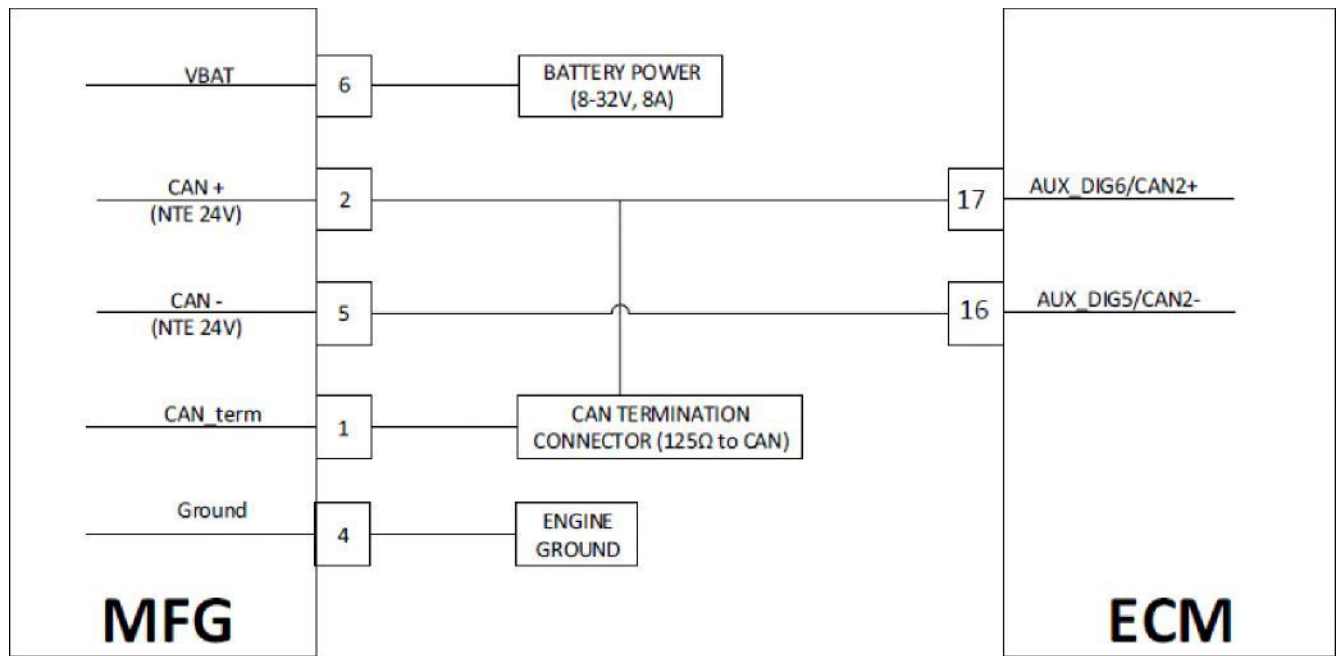 VBAT
6
BATTERY POWER
(8-32V, 8A)
CAN +
(NTE 24V)
2
17
AUX_DIG6/CAN2+
CAN -
(NTE 24V)
5
16
AUX_DIG5/CAN2-
CAN_term
1
CAN TERMINATION
CONNECTOR (125Ω to CAN)
Ground
4
ENGINE
GROUND
MFG
ECM